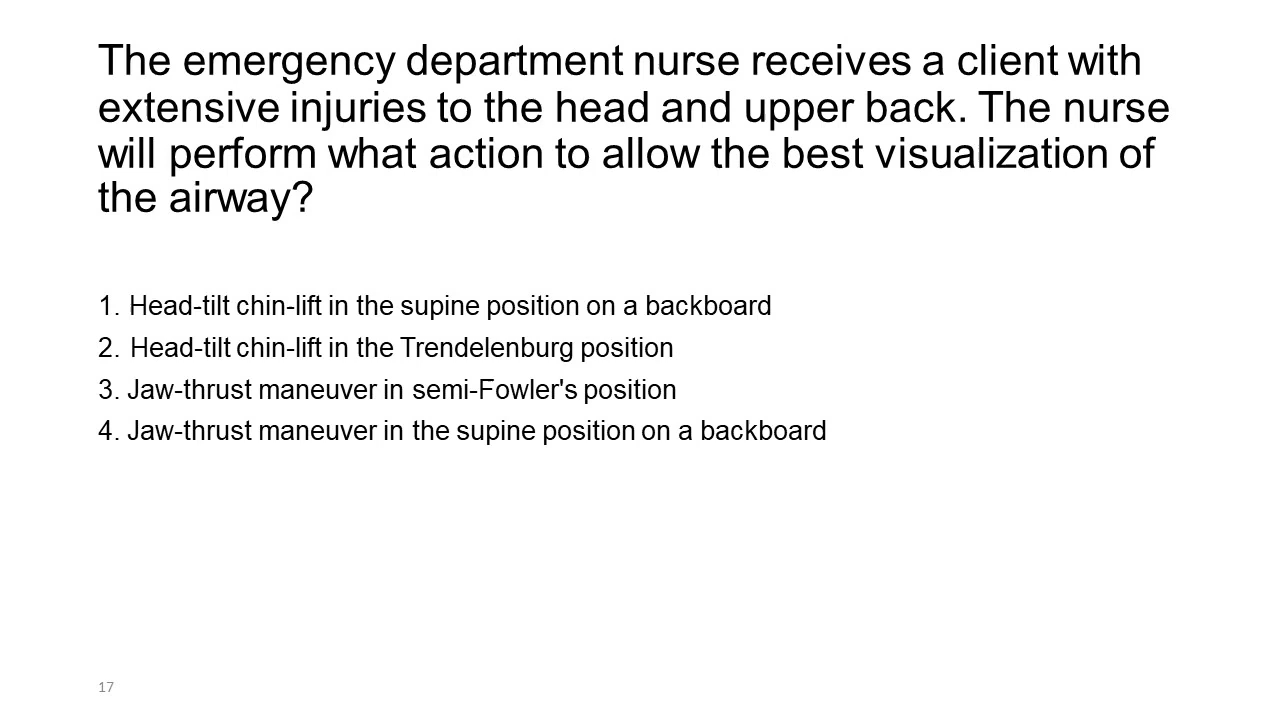 The emergency department nurse receives a client with
extensive injuries to the head and upper back. The nurse
will perform what action to allow the best visualization of
the airway?
1. Head-tilt chin-lift in the supine position on a backboard
2. Head-tilt chin-lift in the Trendelenburg position
3. Jaw-thrust maneuver in semi-Fowler's position
4. Jaw-thrust maneuver in the supine position on a backboard
17